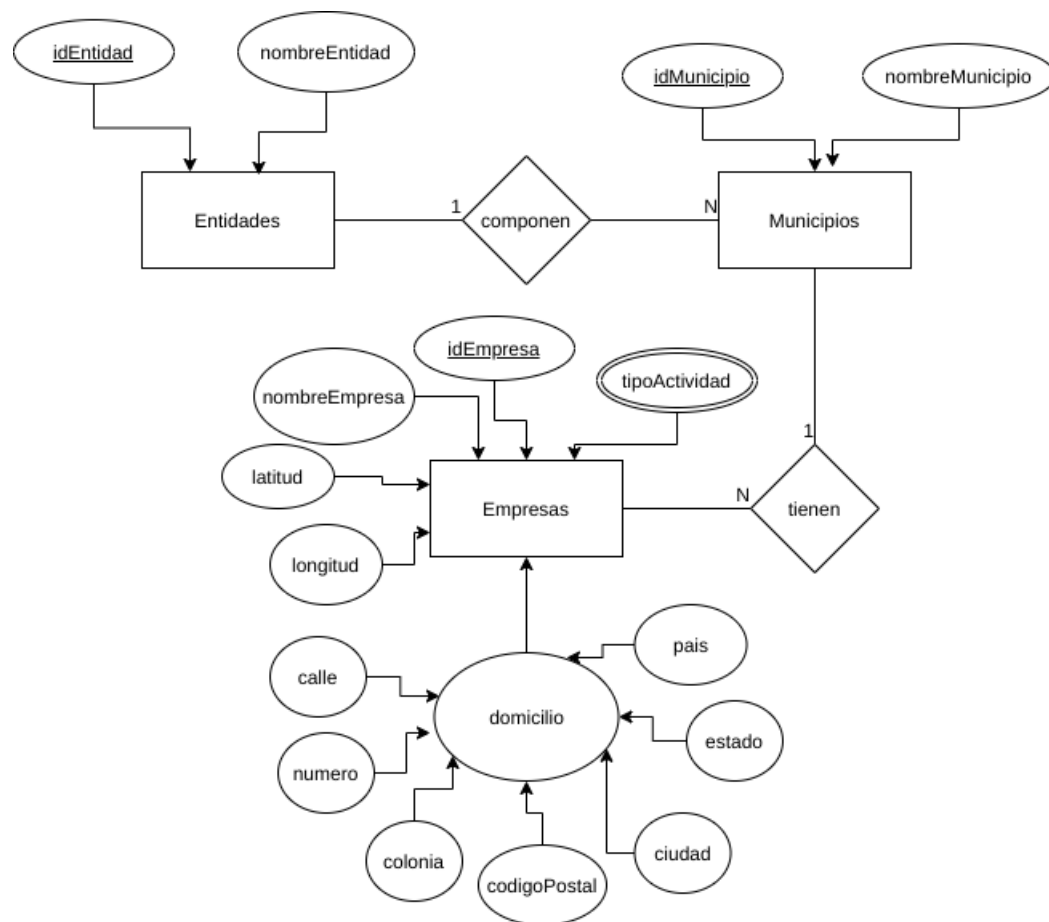 idEntidad
nombreEntidad
idMunicipio
nombreMunicipio
Entidades
1
componen
N
Municipios
idEmpresa
nombreEmpresa
tipoActividad
latitud
1
Empresas
N
tienen
longitud
pais
calle
domicilio
estado
numero
colonia
ciudad
codigoPostal